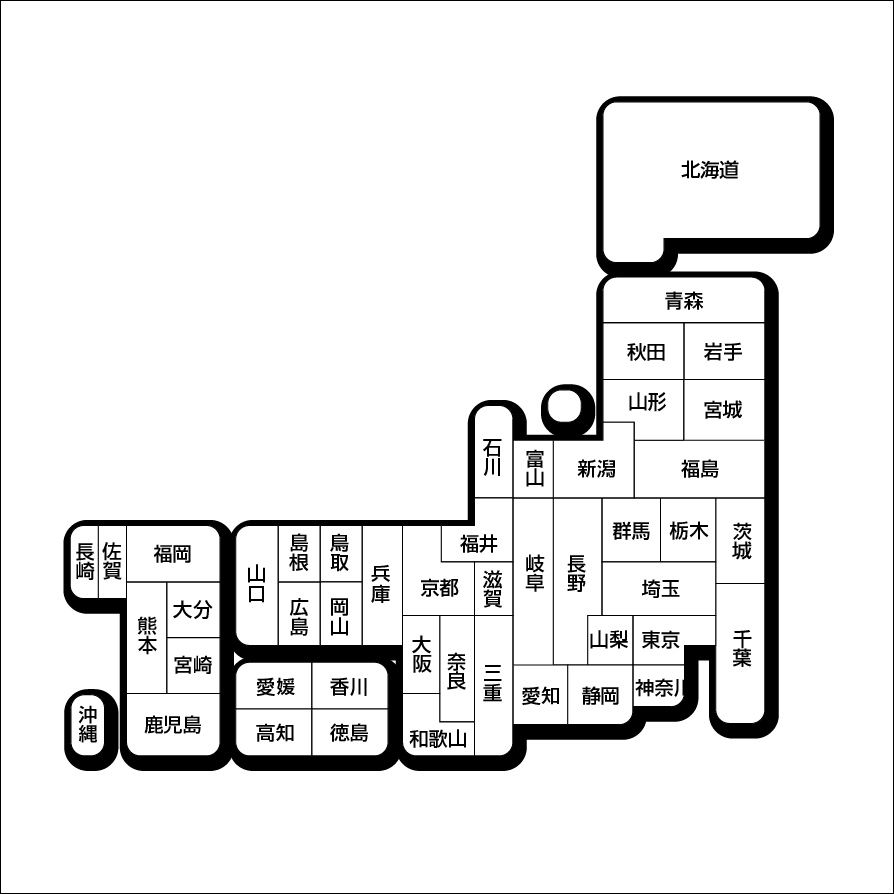 北海道
青森
秋田
岩手
山形
宮城
石川
富山
新潟
福島
長崎
佐賀
福岡
山口
島根
鳥取
兵庫
福井
岐阜
長野
群馬
栃木
茨城
京都
滋賀
埼玉
熊本
大分
広島
岡山
大阪
奈良
三重
山梨
東京
千葉
宮崎
愛媛
香川
愛知
静岡
神奈川
沖縄
鹿児島
高知
徳島
和歌山